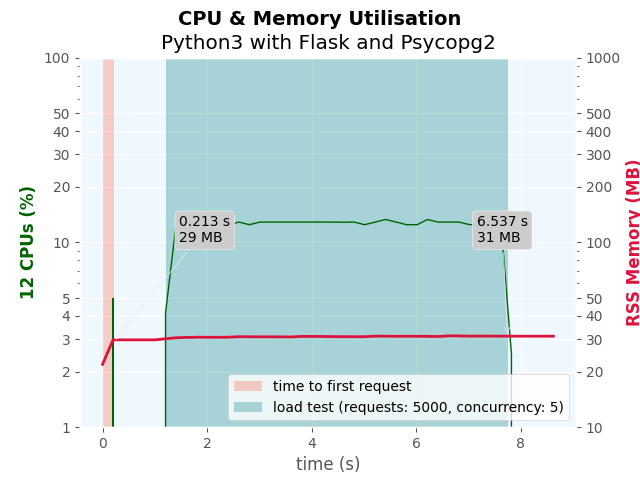 CPU & Memory Utilisation
Python3 with Flask and Psycopg2
100
50
40
30
20
10
5
4
3
2
1
12 CPUs (%)
1000
500
400
300
200
100
50
40
30
20
10
RSS Memory (MB)
0.213 s
29 MB
6.537 s
31 MB
time to first request
load test (requests: 5000, concurrency: 5)
0
2
4
6
8
time (s)